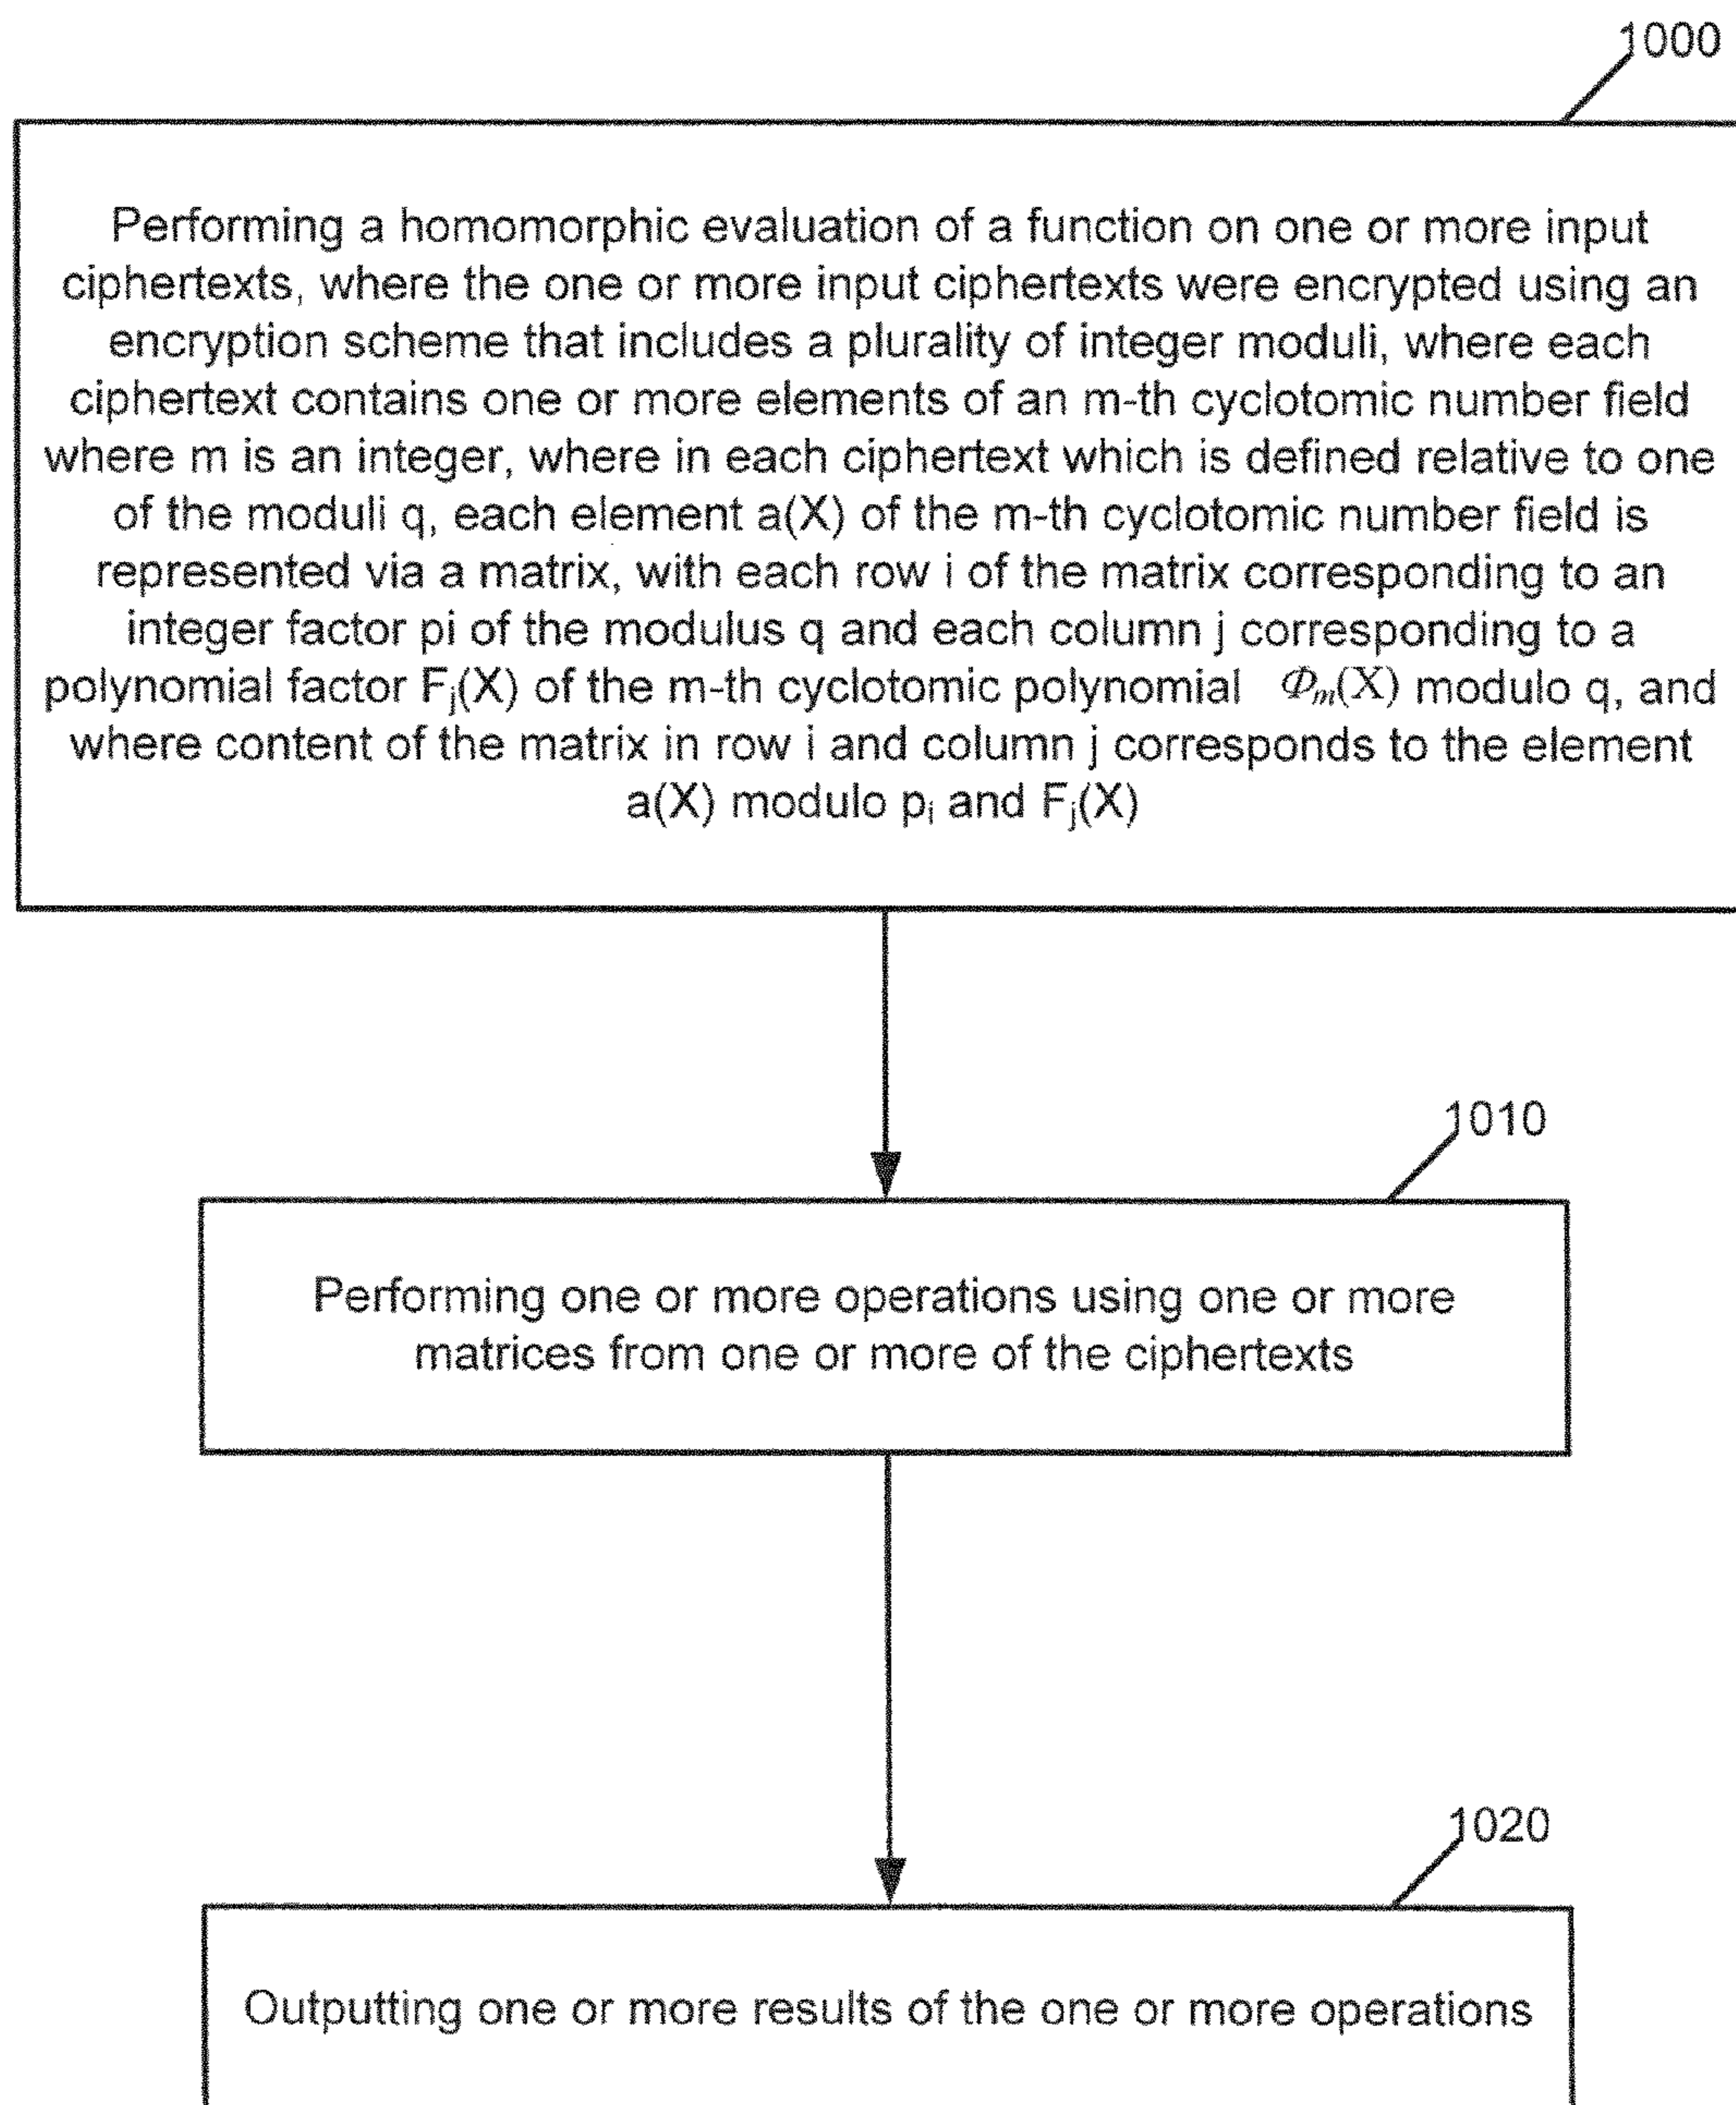 1000
Performing a homomorphic evaluation of a function on one or more input
ciphertexts, where the one or more input ciphertexts were encrypted using an
encryption scheme that includes a plurality of integer moduli, where each
ciphertext contains one or more elements of an m-th cyclotomic number field
where m is an integer, where in each ciphertext which is defined relative to one
of the moduli q, each element a(X) of the m-th cyclotomic number field is
represented via a matrix, with each row i of the matrix corresponding to an
integer factor pi of the modulus q and each column j corresponding to a
polynomial factor Fⱼ(X) of the m-th cyclotomic polynomial Φₘ(X) modulo q, and
where content of the matrix in row i and column j corresponds to the element
a(X) modulo pᵢ and Fⱼ(X)
1010
Performing one or more operations using one or more
matrices from one or more of the ciphertexts
1020
Outputting one or more results of the one or more operations